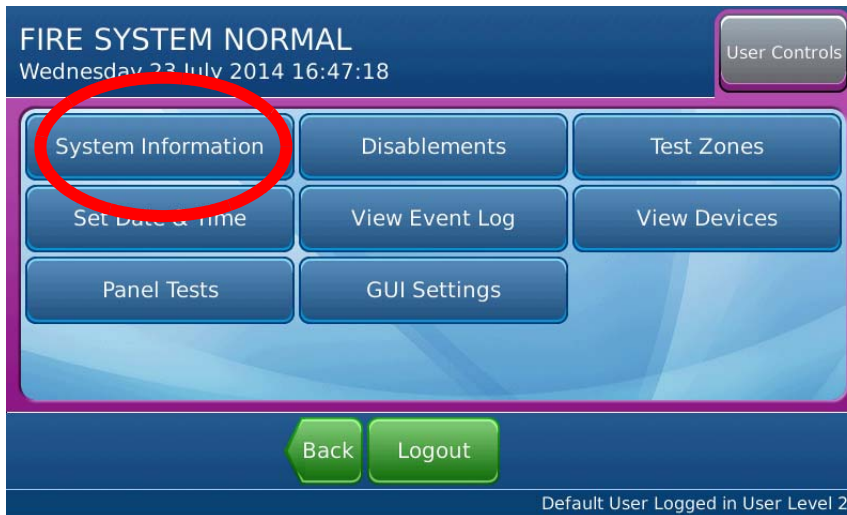 FIRE SYSTEM NORMAL
Wednesday 23 July 2014 16:47:18
User Controls
System Information
Disablements
Test Zones
Set Date & Time
View Event Log
View Devices
Panel Tests
GUI Settings
Back
Logout
Default User Logged in User Level 2